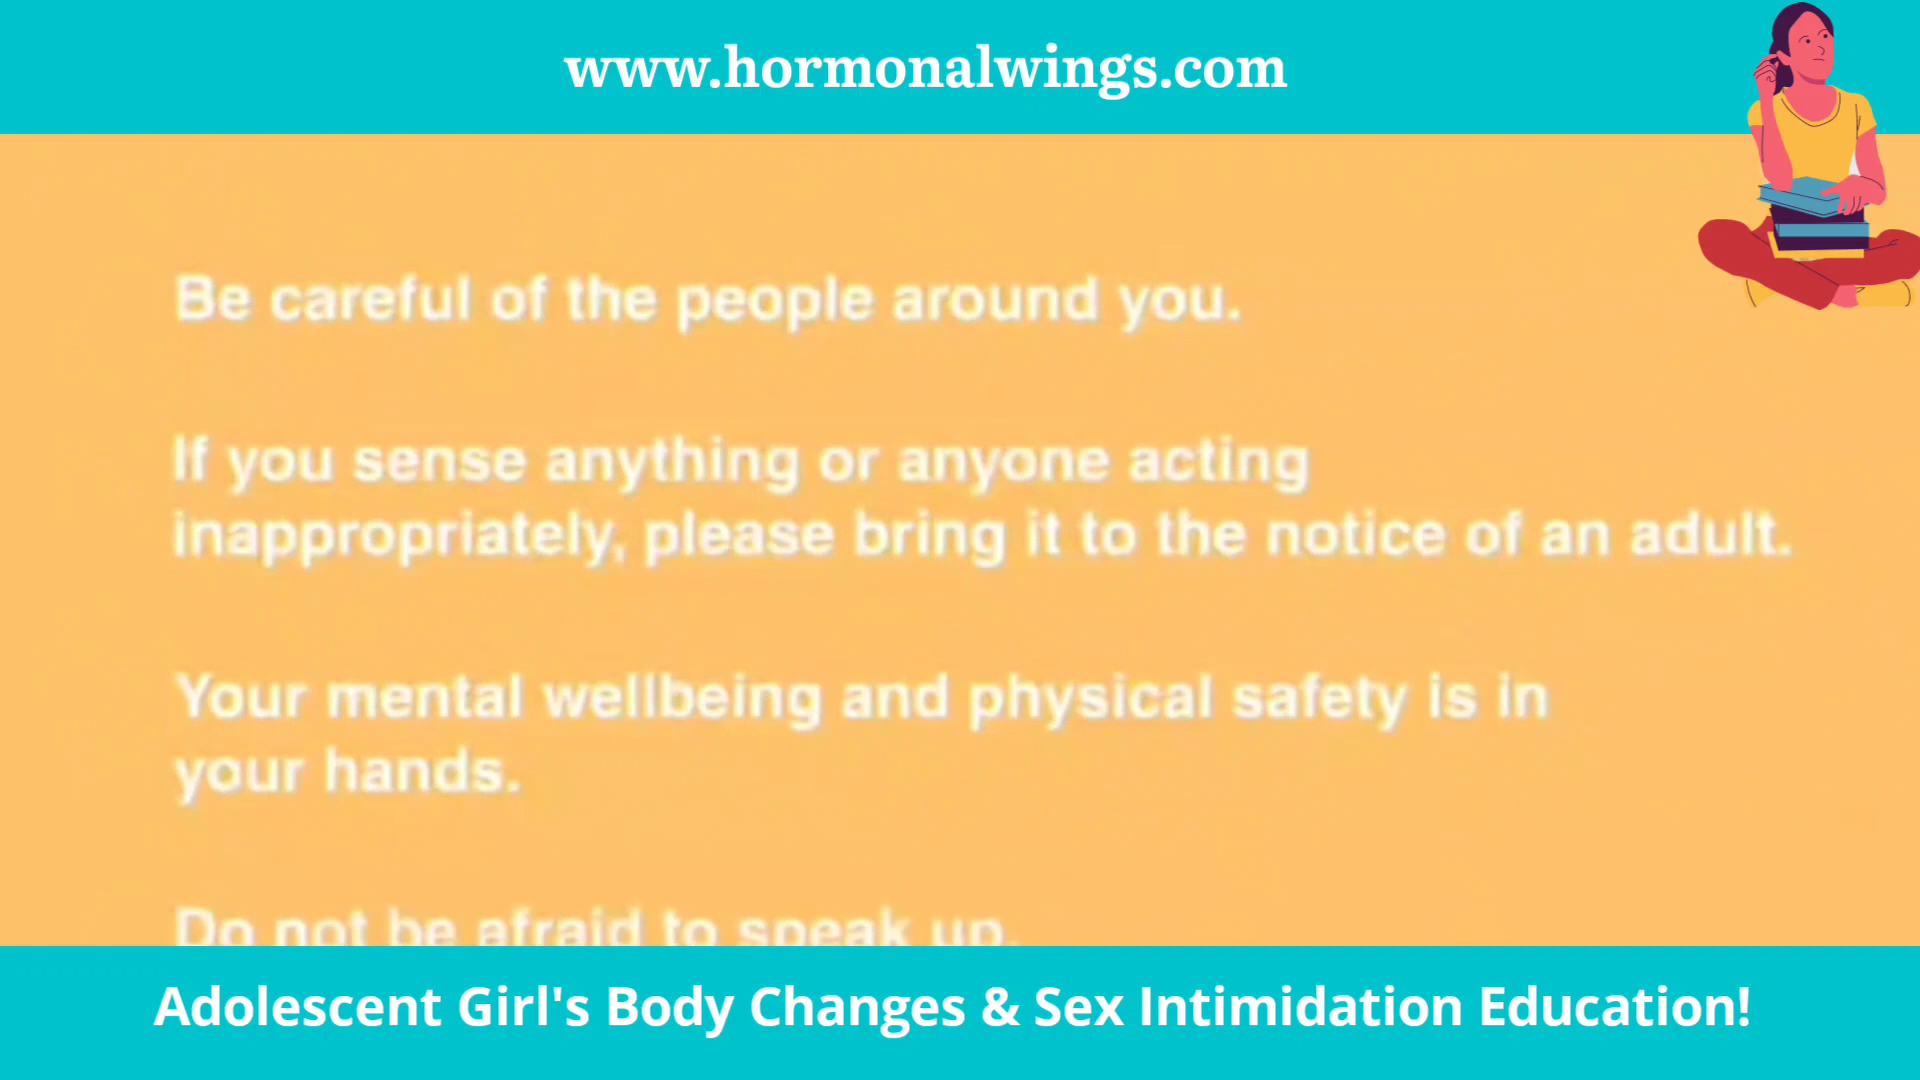 www.hormonalwings.com
Be careful of the people around you.
If you sense anything or anyone acting
inappropriately, please bring it to the notice of an adult.
Your mental wellbeing and physical safety is in
your hands.
Do not be afraid to speak up.
Adolescent Girl's Body Changes & Sex Intimidation Education!